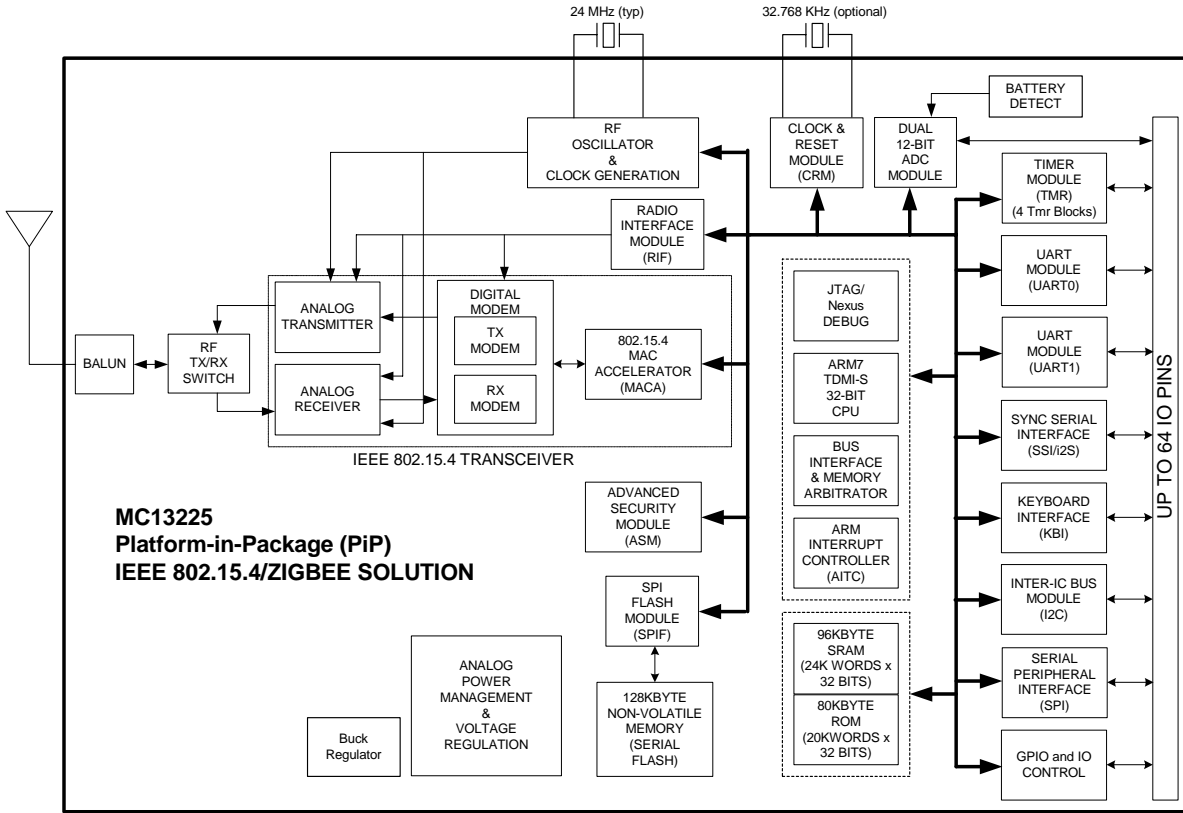 24 MHz (typ)
32.768 KHz (optional)
BATTERY
DETECT
RF
OSCILLATOR
&
CLOCK GENERATION
CLOCK &
RESET
MODULE
(CRM)
DUAL
12-BIT
ADC
MODULE
TIMER
MODULE
(TMR)
(4 Tmr Blocks)
RADIO
INTERFACE
MODULE
(RIF)
UART
MODULE
(UART0)
ANALOG
TRANSMITTER
DIGITAL
MODEM
TX
MODEM
RX
MODEM
802.15.4
MAC
ACCELERATOR
(MACA)
JTAG/
Nexus
DEBUG
UART
MODULE
(UART1)
BALUN
RF
TX/RX
SWITCH
ANALOG
RECEIVER
ARM7
TDMI-S
32-BIT
CPU
IEEE 802.15.4 TRANSCEIVER
BUS
INTERFACE
& MEMORY
ARBITRATOR
SYNC SERIAL
INTERFACE
(SSI/i2S)
UP TO 64 IO PINS
ADVANCED
SECURITY
MODULE
(ASM)
ARM
INTERRUPT
CONTROLLER
(AITC)
KEYBOARD
INTERFACE
(KBI)
MC13225
Platform-in-Package (PiP)
IEEE 802.15.4/ZIGBEE SOLUTION
SPI
FLASH
MODULE
(SPIF)
INTER-IC BUS
MODULE
(I2C)
96KBYTE
SRAM
(24K WORDS x
32 BITS)
SERIAL
PERIPHERAL
INTERFACE
(SPI)
ANALOG
POWER
MANAGEMENT
&
VOLTAGE
REGULATION
128KBYTE
NON-VOLATILE
MEMORY
(SERIAL
FLASH)
80KBYTE
ROM
(20KWORDS x
32 BITS)
Buck
Regulator
GPIO and IO
CONTROL